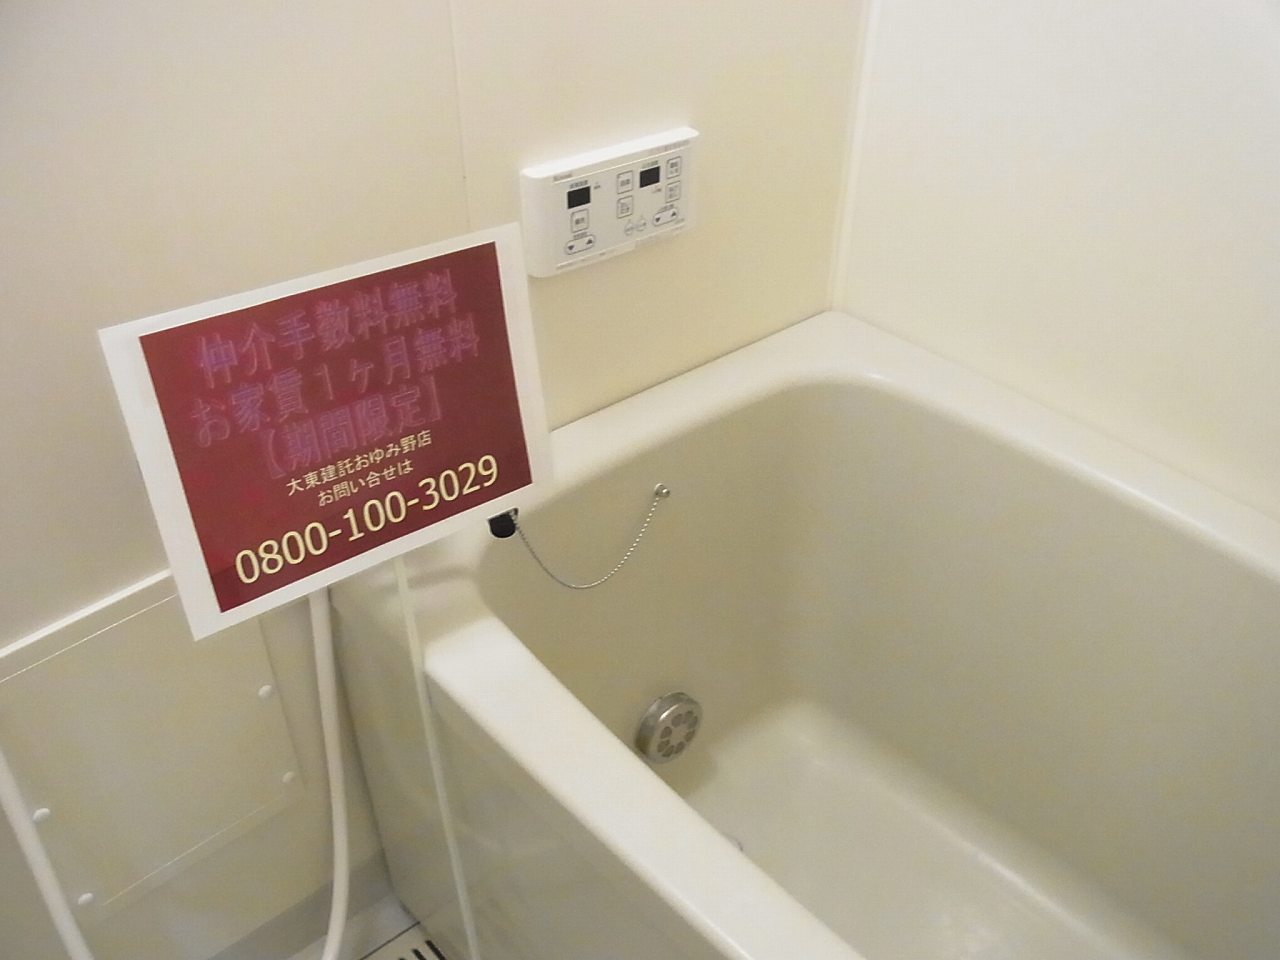 仲介手数料無料
お家賃1ヶ月無料
【期間限定】
大東建託おゆみ野店
お問い合せは
0800-100-3029